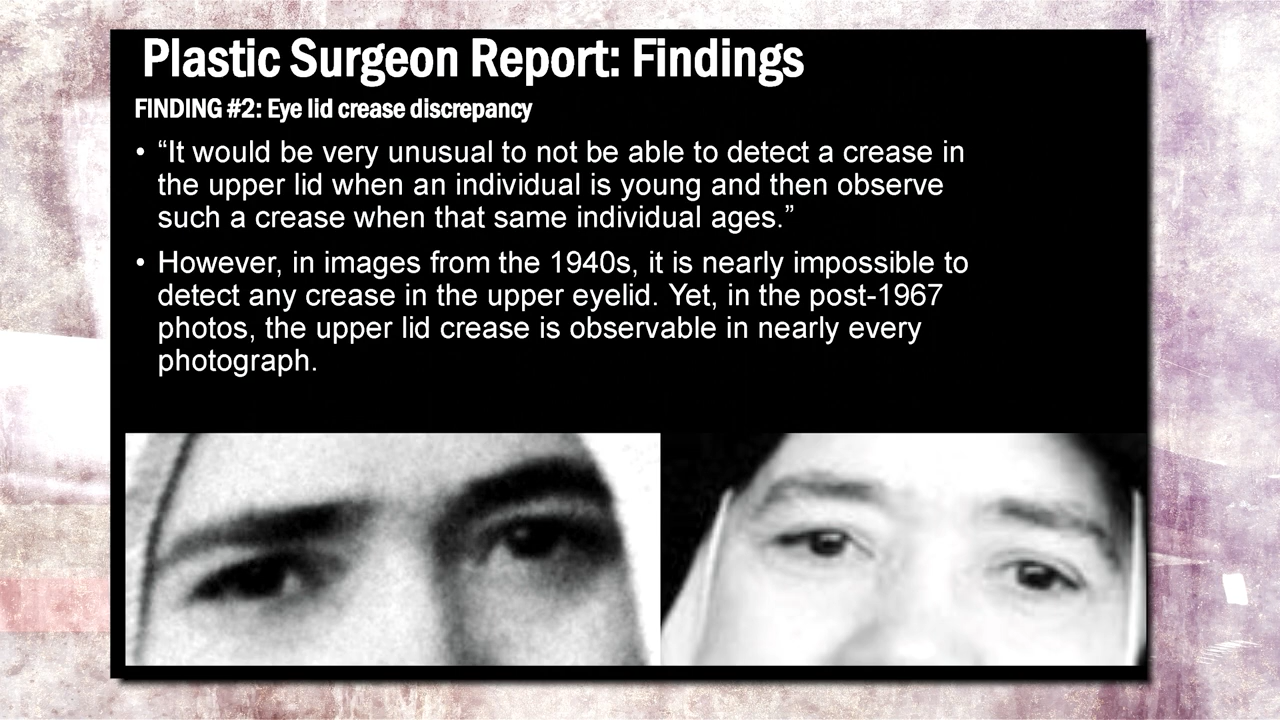 Plastic Surgeon Report: Findings
FINDING #2: Eye lid crease discrepancy
• “It would be very unusual to not be able to detect a crease in
the upper lid when an individual is young and then observe
such a crease when that same individual ages.”
• However, in images from the 1940s, it is nearly impossible to
detect any crease in the upper eyelid. Yet, in the post-1967
photos, the upper lid crease is observable in nearly every
photograph.